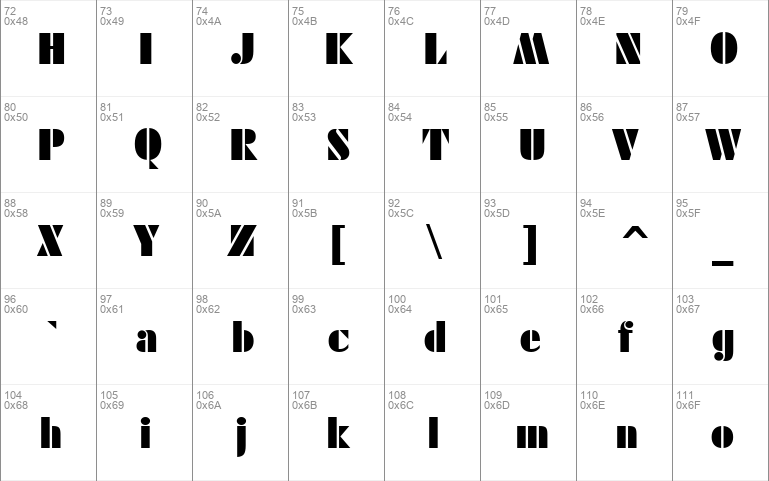 72 73 74 75 76 77 78 79
0x48 0x49 0x4A 0x4B 0x4C 0x4D 0x4E 0x4F
H I J K L M N O
80 81 82 83 84 85 86 87
0x50 0x51 0x52 0x53 0x54 0x55 0x56 0x57
P Q R S T U V W
88 89 90 91 92 93 94 95
0x58 0x59 0x5A 0x5B 0x5C 0x5D 0x5E 0x5F
X Y Z [ \ ] ^ _
96 97 98 99 100 101 102 103
0x60 0x61 0x62 0x63 0x64 0x65 0x66 0x67
` a b c d e f g
104 105 106 107 108 109 110 111
0x68 0x69 0x6A 0x6B 0x6C 0x6D 0x6E 0x6F
h i j k l m n o